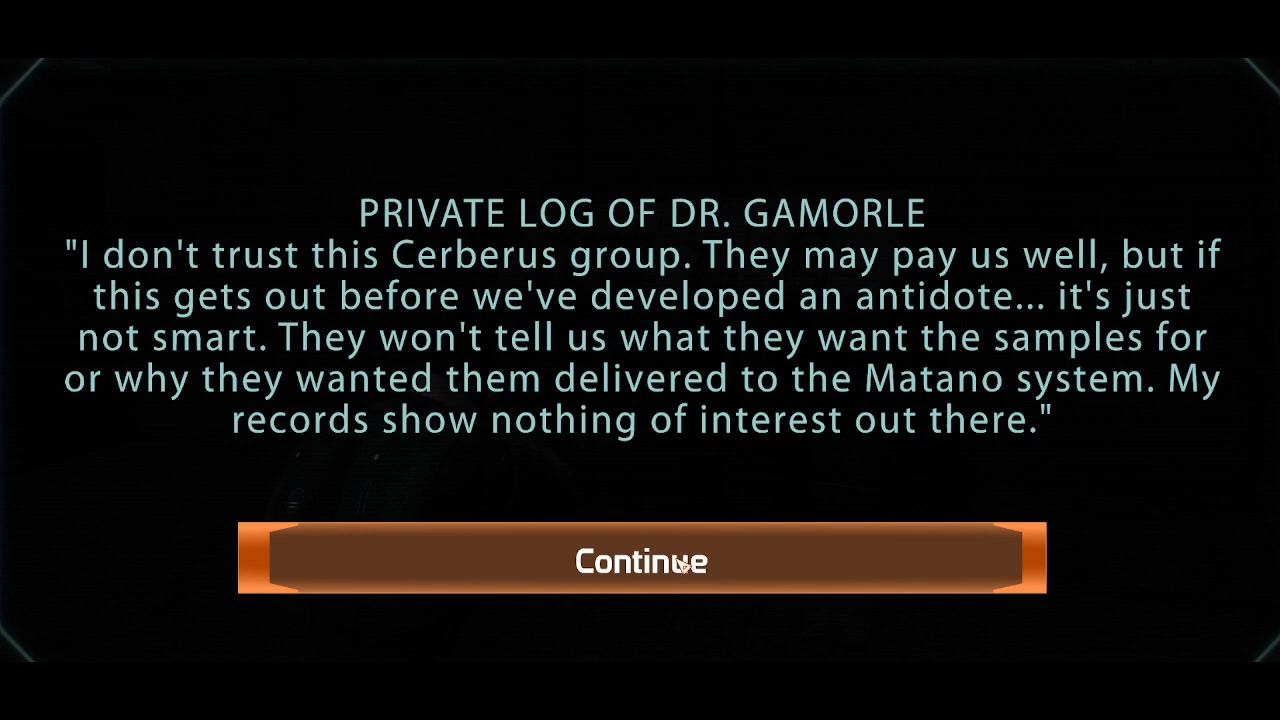 PRIVATE LOG OF DR. GAMORLE
"I don't trust this Cerberus group. They may pay us well, but if
this gets out before we've developed an antidote... it's just
not smart. They won't tell us what they want the samples for
or why they wanted them delivered to the Matano system. My
records show nothing of interest out there."
Continue